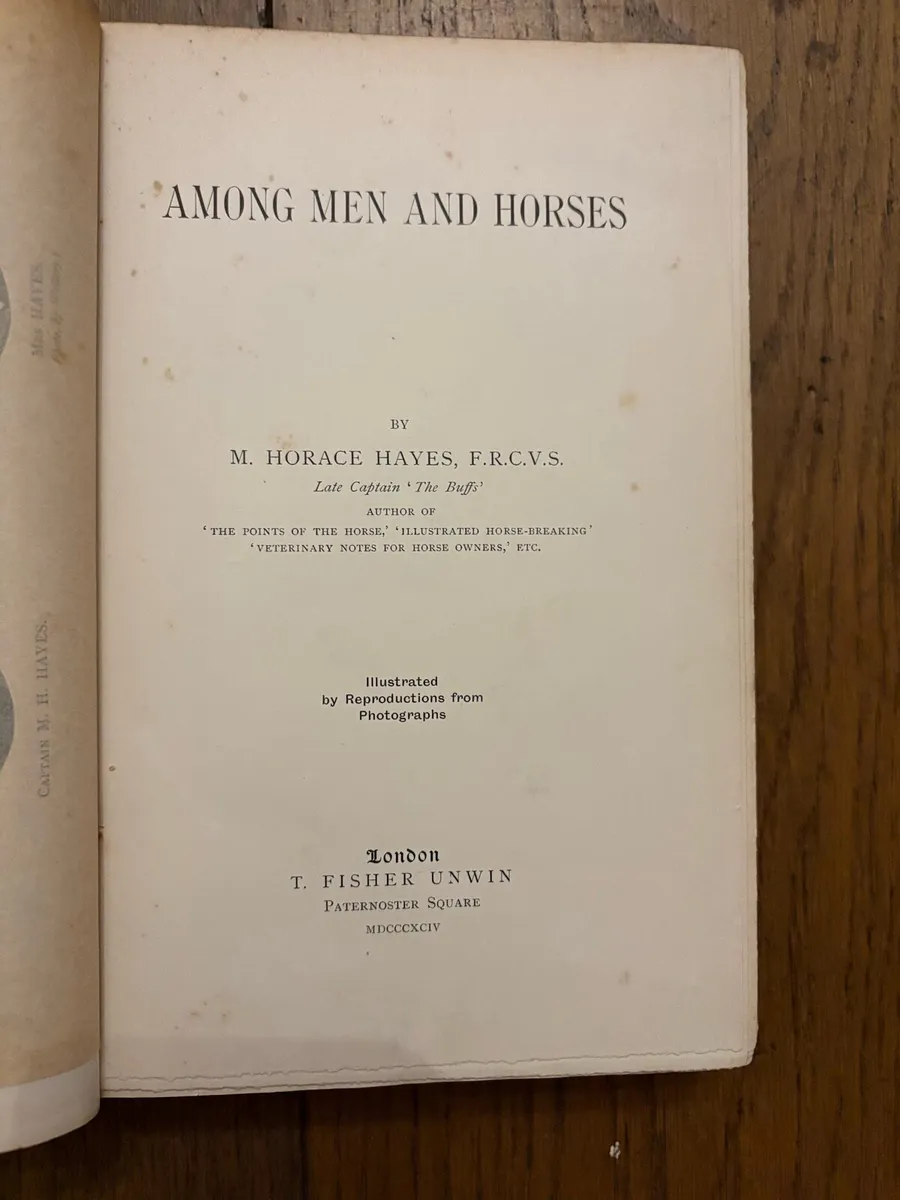 AMONG MEN AND HORSES
BY
M. HORACE HAYES, F.R.C.V.S.
Late Captain ‘The Buffs’
AUTHOR OF
‘THE POINTS OF THE HORSE,’ ‘ILLUSTRATED HORSE-BREAKING’
‘VETERINARY NOTES FOR HORSE OWNERS,’ ETC.
Illustrated
by Reproductions from
Photographs
London
T. FISHER UNWIN
PATERNOSTER SQUARE
MDCCCXCIV
MRS HAYES.
CAPTAIN M. H. HAYES.